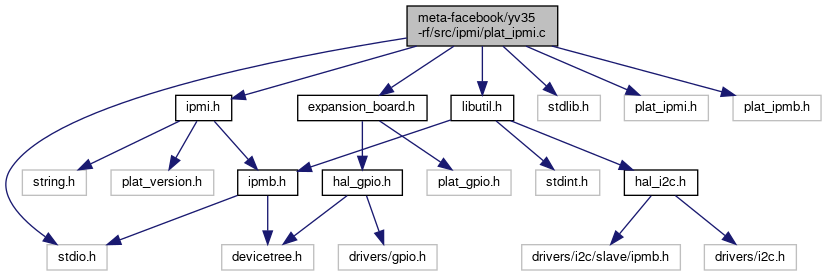 meta-facebook/yv35
-rf/src/ipmi/plat_ipmi.c
ipmi.h
expansion_board.h
libutil.h
stdlib.h
plat_ipmi.h
plat_ipmb.h
string.h
plat_version.h
ipmb.h
hal_gpio.h
plat_gpio.h
stdint.h
hal_i2c.h
stdio.h
devicetree.h
drivers/gpio.h
drivers/i2c/slave/ipmb.h
drivers/i2c.h